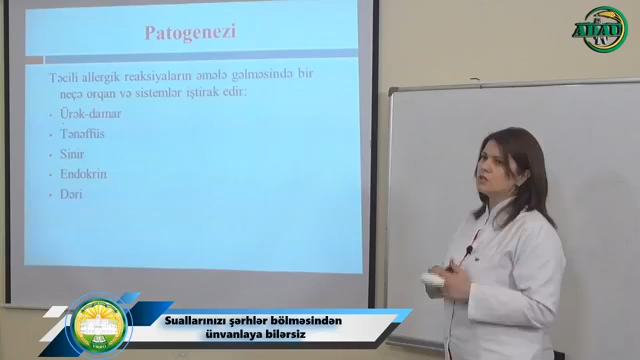 Patogenezi
ADAU
TV
Təcili allergik reaksiyaların əmələ gəlməsində bir
neçə orqan və sistemlər iştirak edir:
• Ürək-damar
• Tənəffüs
• Sinir
• Endokrin
• Dəri
Suallarınızı şərhlər bölməsindən
ünvanlaya bilərsiz